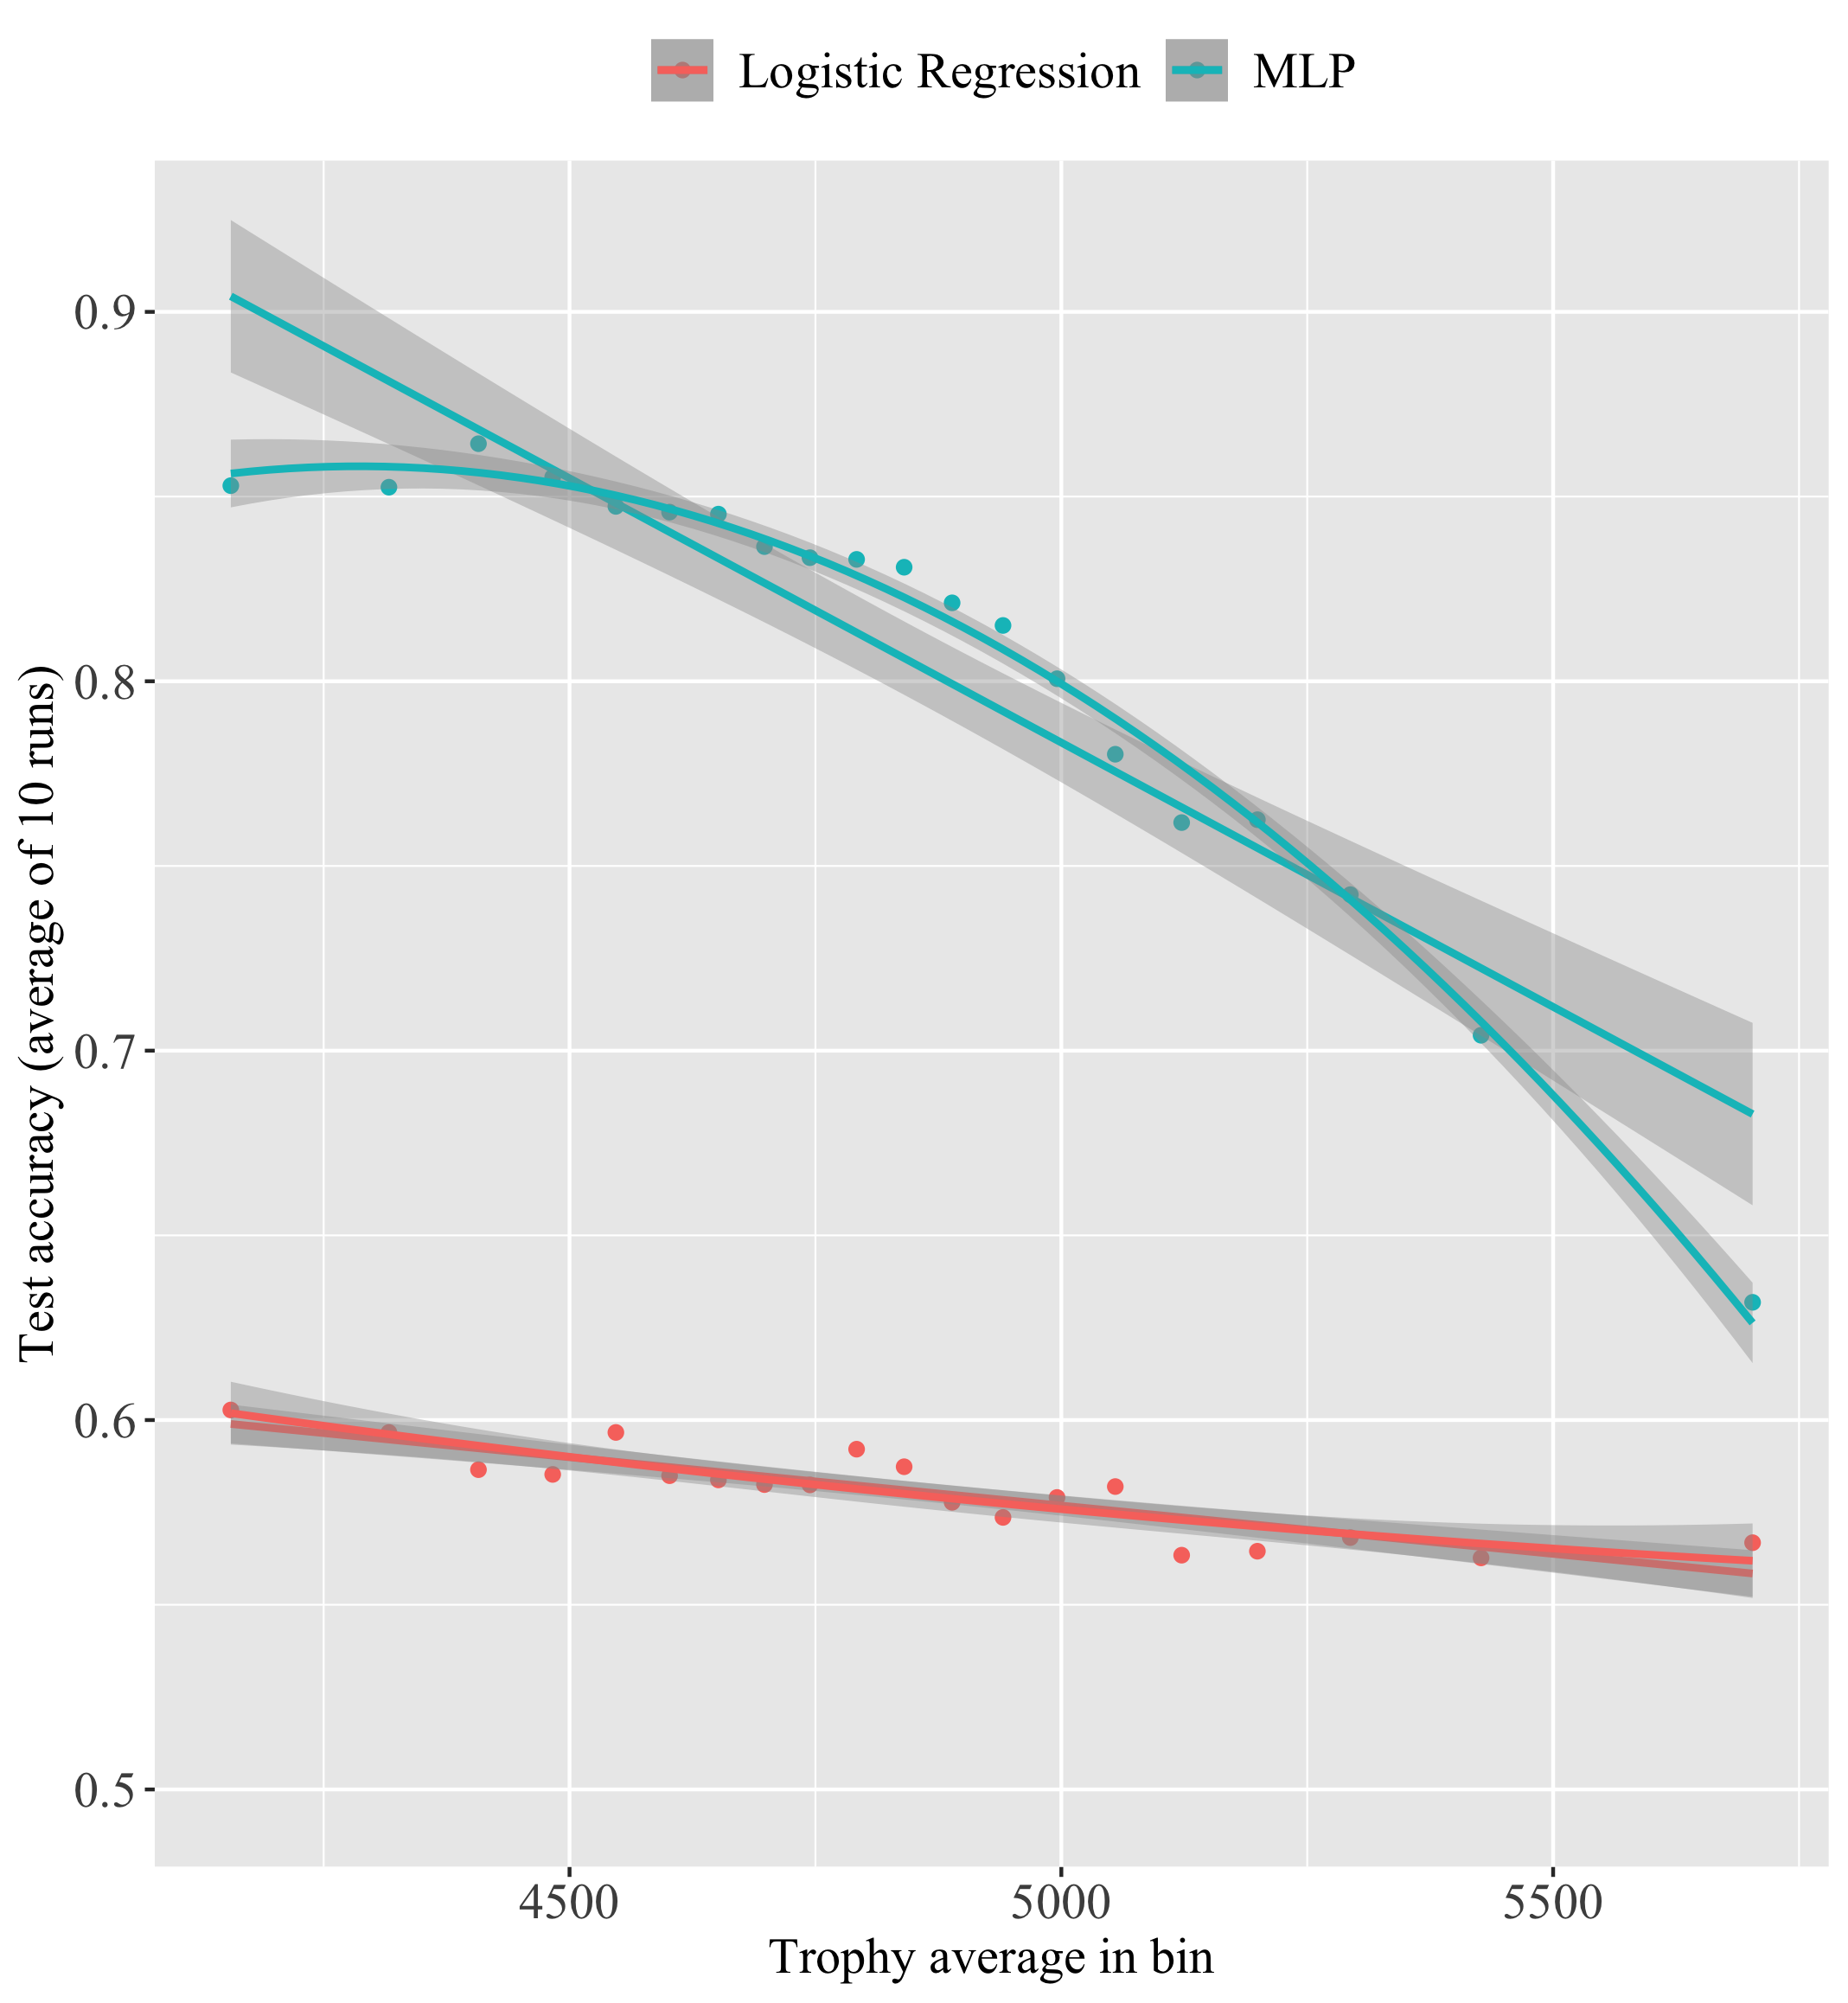 Logistic Regression MLP
Test accuracy (average of 10 runs)
0.9
0.8
0.7
0.6
0.5
4500 5000 5500
Trophy average in bin